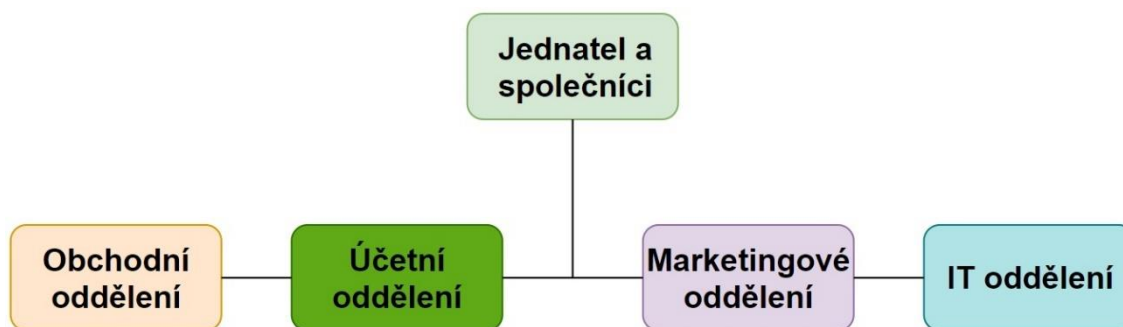 Jednatel a
společníci
Obchodní
oddělení
Účetní
oddělení
Marketingové
oddělení
IT oddělení